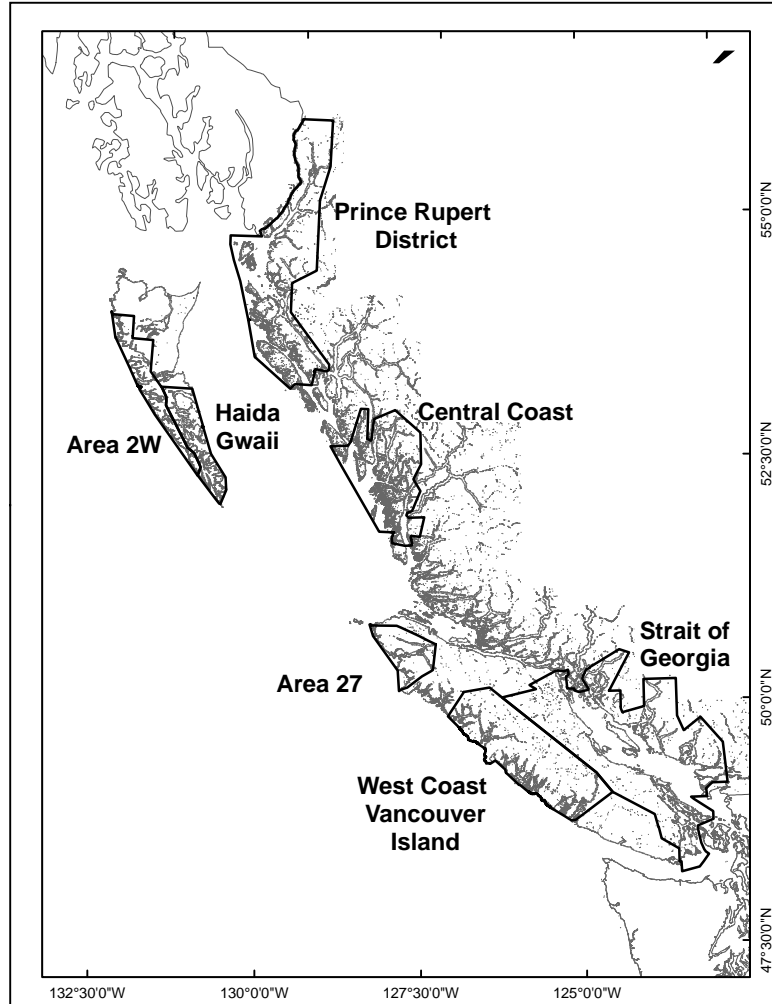 Prince Rupert
District
Haida
Gwaii
Area 2W
Central Coast
Strait of
Georgia
Area 27
West Coast
Vancouver
Island
55°0'0"N
52°30'0"N
50°0'0"N
47°30'0"N
132°30'0"W
130°0'0"W
127°30'0"W
125°0'0"W